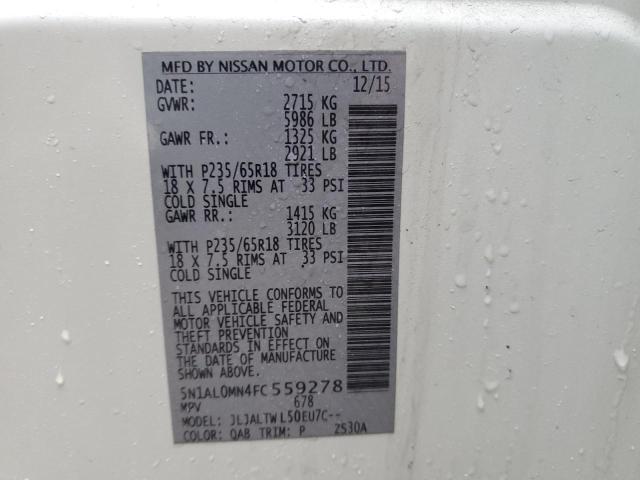 MFD BY NISSAN MOTOR CO., LTD.
DATE: 12/15
GVWR: 2715 KG
5986 LB
GAWR FR.: 1325 KG
2921 LB
WITH P235/65R18 TIRES
18 X 7.5 RIMS AT 33 PSI
COLD SINGLE
GAWR RR.: 1415 KG
3120 LB
WITH P235/65R18 TIRES
18 X 7.5 RIMS AT 33 PSI
COLD SINGLE
THIS VEHICLE CONFORMS TO
ALL APPLICABLE FEDERAL
MOTOR VEHICLE SAFETY AND
THEFT PREVENTION
STANDARDS IN EFFECT ON
THE DATE OF MANUFACTURE
SHOWN ABOVE.
5N1AL0MN4FC559278
MPV 678
MODEL: JLJALTWL50EU7C--
COLOR: QAB TRIM: P 2S30A